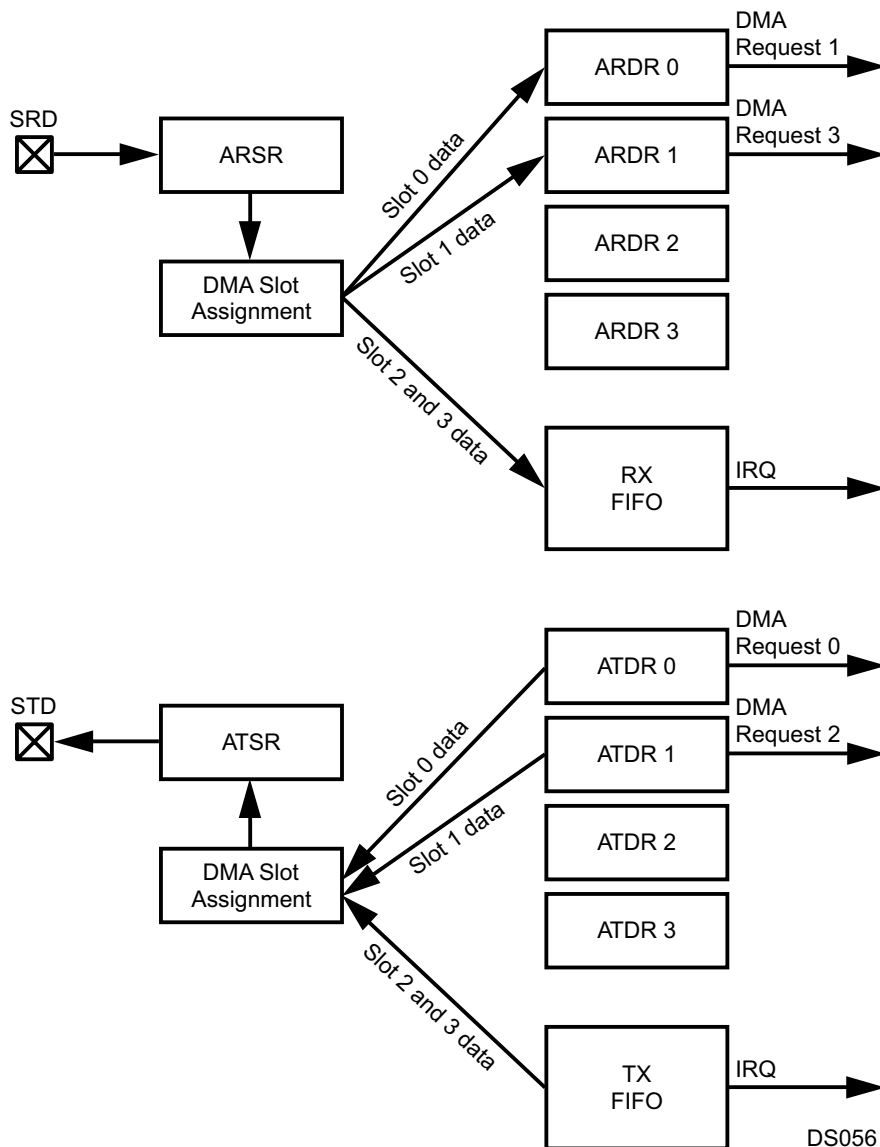 DMA
Request 1
ARDR 0
SRD
ARSR
DMA
Request 3
ARDR 1
Slot 0 data
Slot 1 data
ARDR 2
DMA Slot
Assignment
ARDR 3
Slot 2 and 3 data
RX
FIFO
IRQ
DMA
Request 0
ATDR 0
STD
ATSR
DMA
Request 2
ATDR 1
Slot 0 data
Slot 1 data
ATDR 2
DMA Slot
Assignment
ATDR 3
Slot 2 and 3 data
TX
FIFO
IRQ
DS056